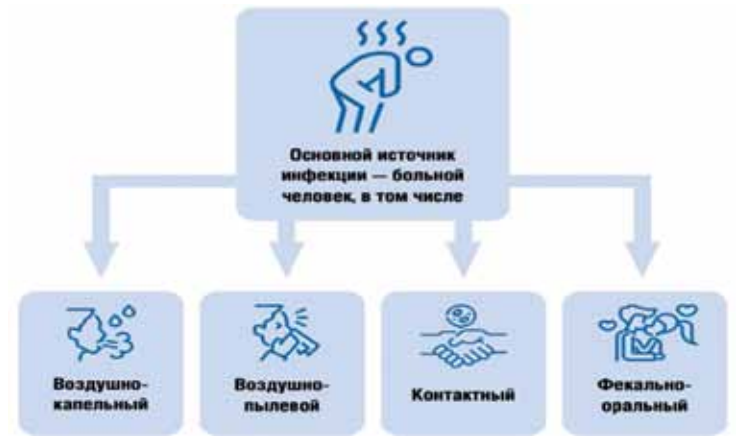 Основной источник
инфекции — больной
человек, в том числе
Воздушно-
капельный
Воздушно-
пылевой
Контактный
Фекально-
оральный